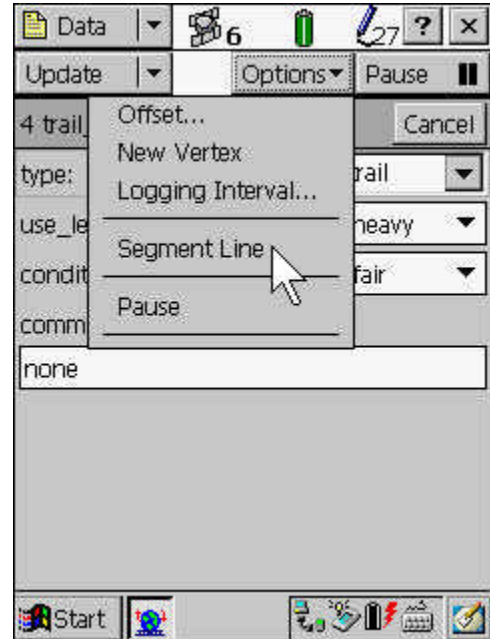 Data 6 27 ? ×
Update Options Pause
4 trail_ Cancel
Offset...
New Vertex
type: trail
Logging Interval...
use_le heavy
Segment Line
condit fair
Pause
comm
none
Start